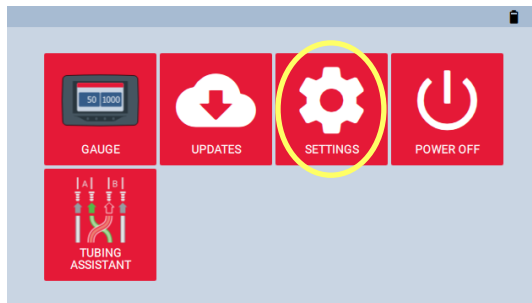 50 1000
GAUGE
UPDATES
SETTINGS
POWER OFF
|A| |B|
TUBING
ASSISTANT